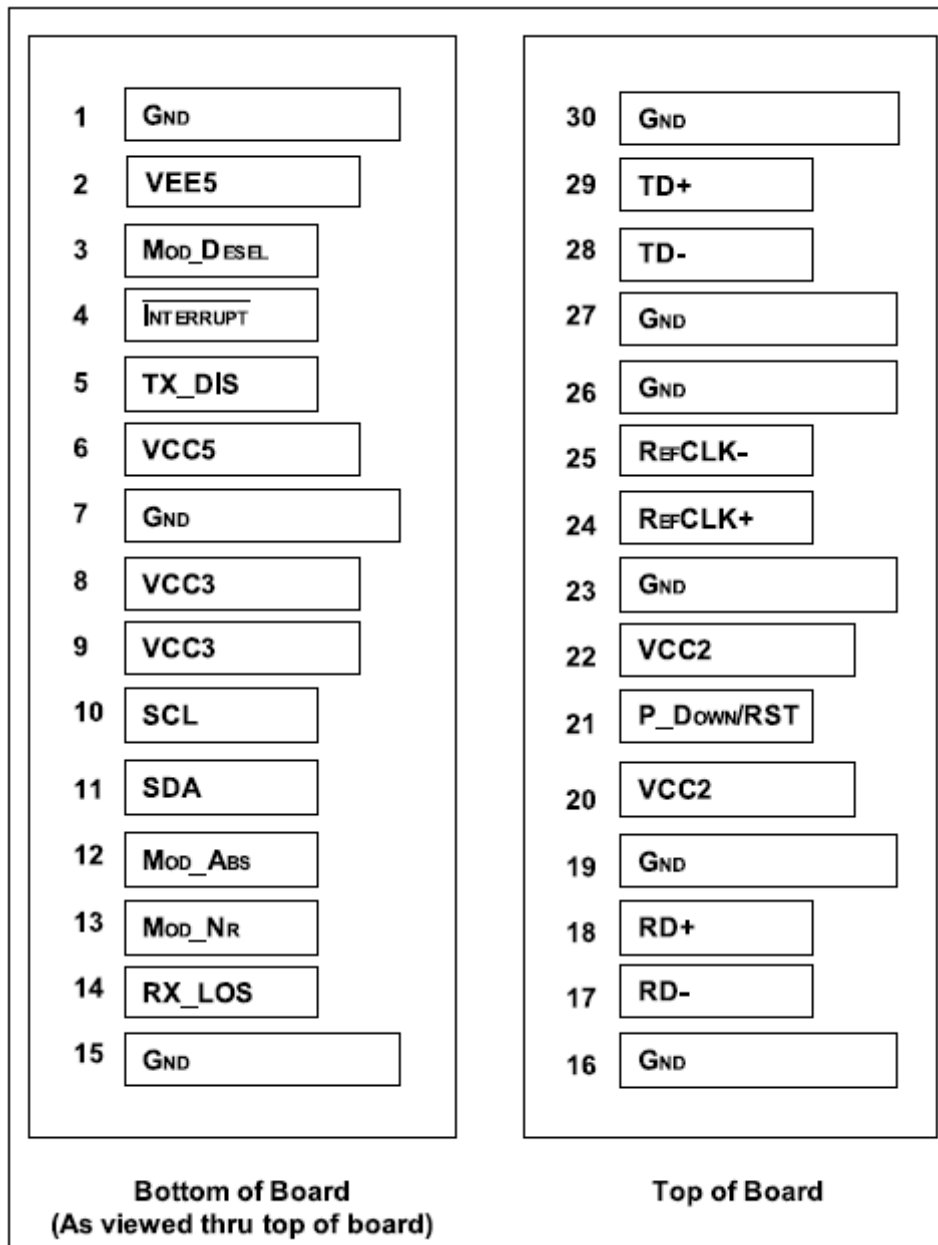 1 GND
2 VEE5
3 MOD_DESEL
4 INTERRUPT
5 TX_DIS
6 VCC5
7 GND
8 VCC3
9 VCC3
10 SCL
11 SDA
12 MOD_ABS
13 MOD_NR
14 RX_LOS
15 GND
Bottom of Board
(As viewed thru top of board)
30 GND
29 TD+
28 TD-
27 GND
26 GND
25 REFCLK-
24 REFCLK+
23 GND
22 VCC2
21 P_DOWN/RST
20 VCC2
19 GND
18 RD+
17 RD-
16 GND
Top of Board